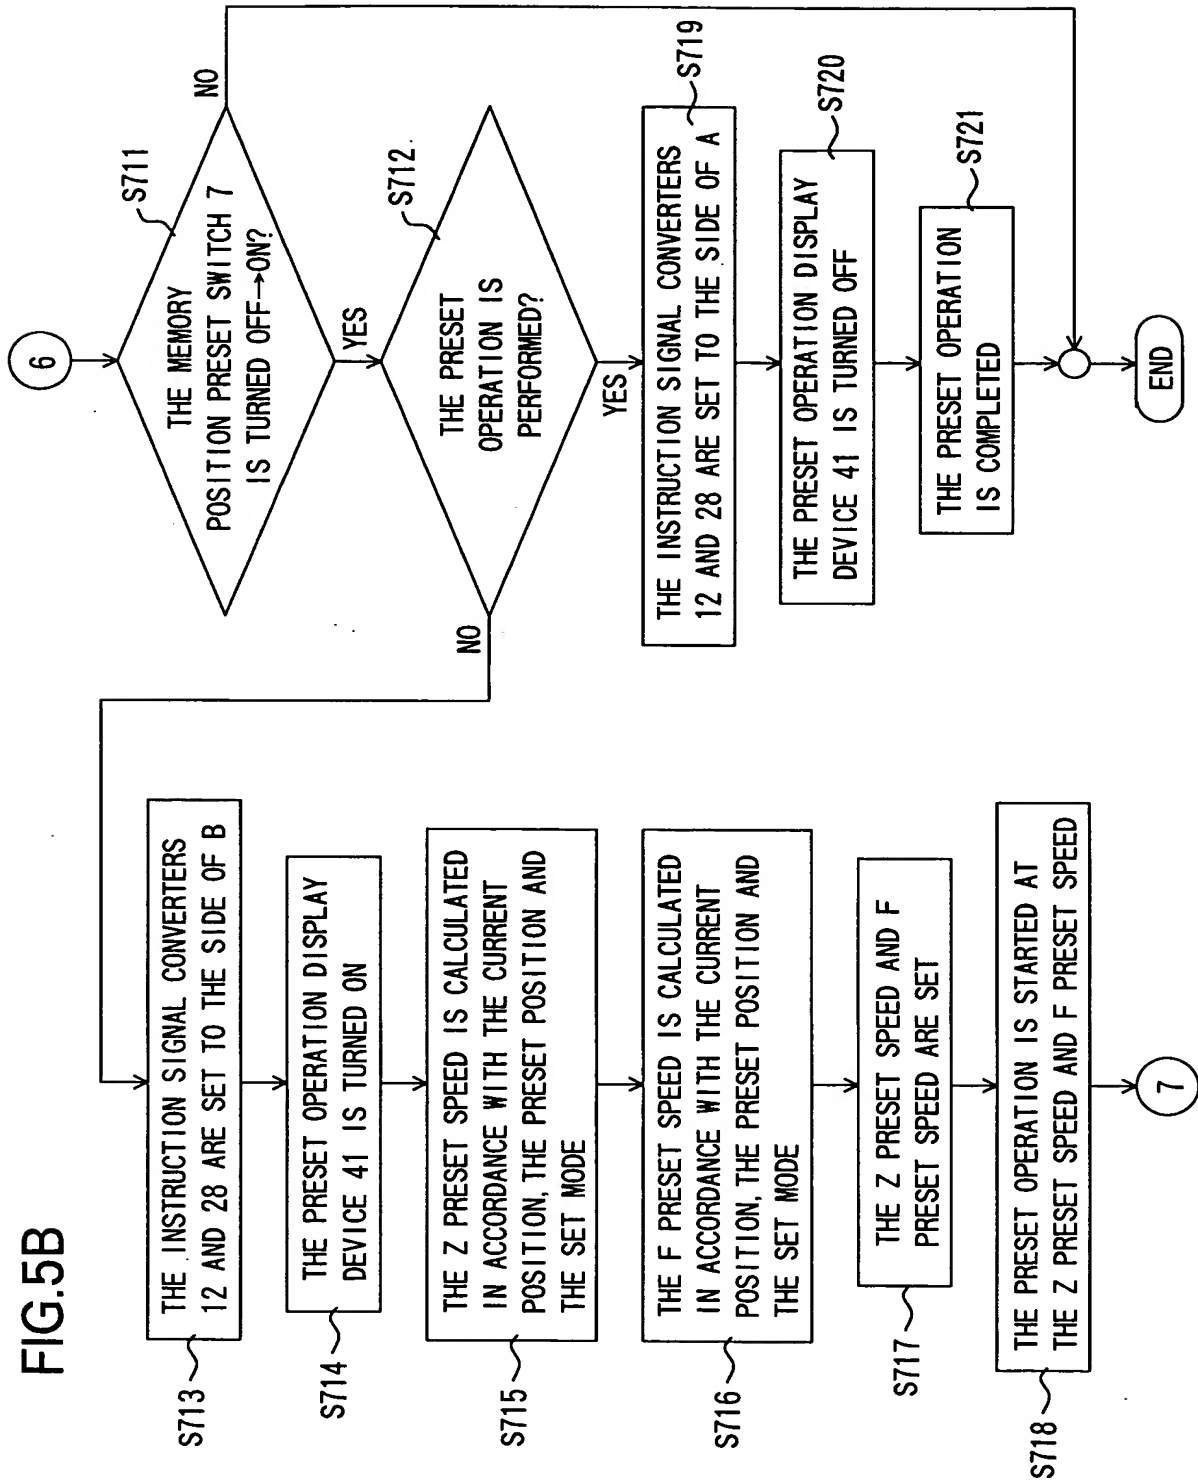 FIG.5B
6
THE MEMORY
POSITION PRESET SWITCH 7
IS TURNED OFF→ON?
S711
NO
YES
THE PRESET
OPERATION IS
PERFORMED?
S712
NO
YES
THE INSTRUCTION SIGNAL CONVERTERS
12 AND 28 ARE SET TO THE SIDE OF A
S719
THE PRESET OPERATION DISPLAY
DEVICE 41 IS TURNED OFF
S720
THE PRESET OPERATION
IS COMPLETED
S721
END
S713
THE INSTRUCTION SIGNAL CONVERTERS
12 AND 28 ARE SET TO THE SIDE OF B
S714
THE PRESET OPERATION DISPLAY
DEVICE 41 IS TURNED ON
S715
THE Z PRESET SPEED IS CALCULATED
IN ACCORDANCE WITH THE CURRENT
POSITION, THE PRESET POSITION AND
THE SET MODE
S716
THE F PRESET SPEED IS CALCULATED
IN ACCORDANCE WITH THE CURRENT
POSITION, THE PRESET POSITION AND
THE SET MODE
S717
THE Z PRESET SPEED AND F
PRESET SPEED ARE SET
S718
THE PRESET OPERATION IS STARTED AT
THE Z PRESET SPEED AND F PRESET SPEED
7